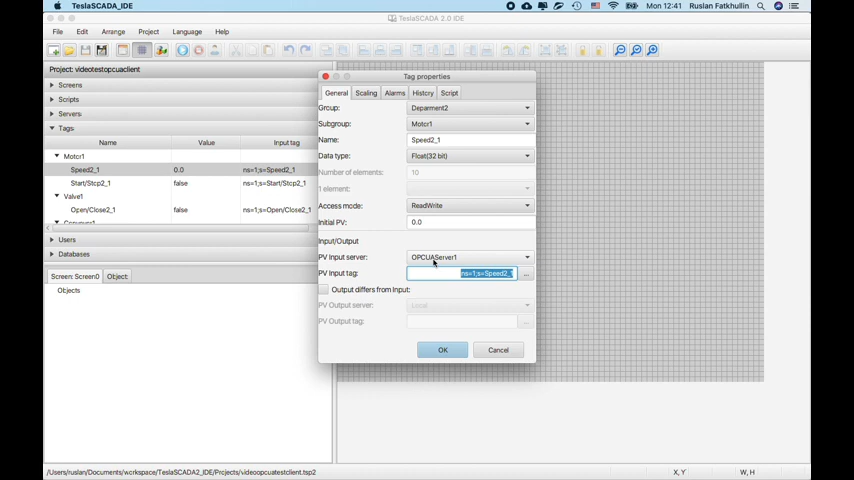 TeslaSCADA_IDE Mon 12:41 Ruslan Fatkhullin
TeslaSCADA 2.0 IDE
File Edit Arrange Project Language Help
Project: videotestopcuaclient
Screens
Scripts
Servers
Tags
Name Value Input tag
Motor1
Speed2_1 0.0 ns=1;s=Speed2_1
Start/Stop2_1 false ns=1;s=Start/Stop2_1
Valve1
Open/Close2_1 false ns=1;s=Open/Close2_1
Users
Databases
Screen: Screen0 Object:
Objects
Tag properties
General Scaling Alarms History Script
Group: Deparment2
Subgroup: Motor1
Name: Speed2_1
Data type: Float(32 bit)
Number of elements: 10
1 element:
Access mode: ReadWrite
Initial PV: 0.0
Input/Output
PV Input server: OPCUAServer1
PV Input tag: ns=1;s=Speed2_1 ...
Output differs from Input:
PV Output server: Local
PV Output tag: ...
OK Cancel
/Users/ruslan/Documents/workspace/TeslaSCADA2_IDE/Projects/videoopcuatestclient.tsp2 X, Y W, H